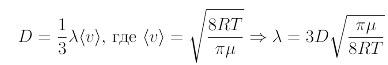 $D = \frac{1}{3}\lambda\langle v\rangle$, где $\langle v\rangle = \sqrt{\frac{8RT}{\pi\mu}} \Rightarrow \lambda = 3D\sqrt{\frac{\pi\mu}{8RT}}$